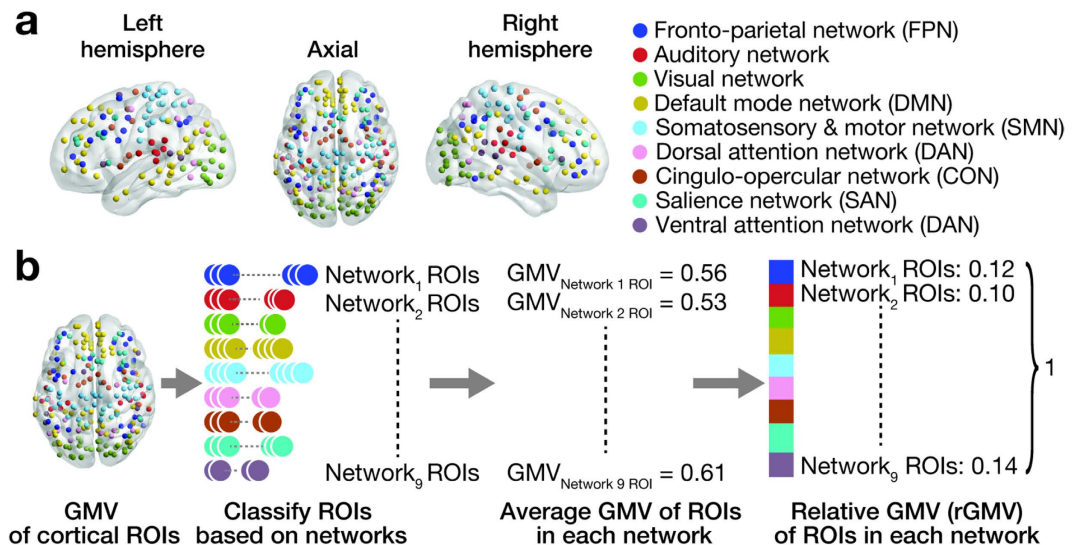 a
Left
hemisphere
Axial
Right
hemisphere
Fronto-parietal network (FPN)
Auditory network
Visual network
Default mode network (DMN)
Somatosensory & motor network (SMN)
Dorsal attention network (DAN)
Cingulo-opercular network (CON)
Salience network (SAN)
Ventral attention network (DAN)
b
Network1 ROIs
Network2 ROIs
Network9 ROIs
GMVNetwork 1 ROI = 0.56
GMVNetwork 2 ROI = 0.53
GMVNetwork 9 ROI = 0.61
Network1 ROIs: 0.12
Network2 ROIs: 0.10
Network9 ROIs: 0.14
1
GMV
of cortical ROIs
Classify ROIs
based on networks
Average GMV of ROIs
in each network
Relative GMV (rGMV)
of ROIs in each network